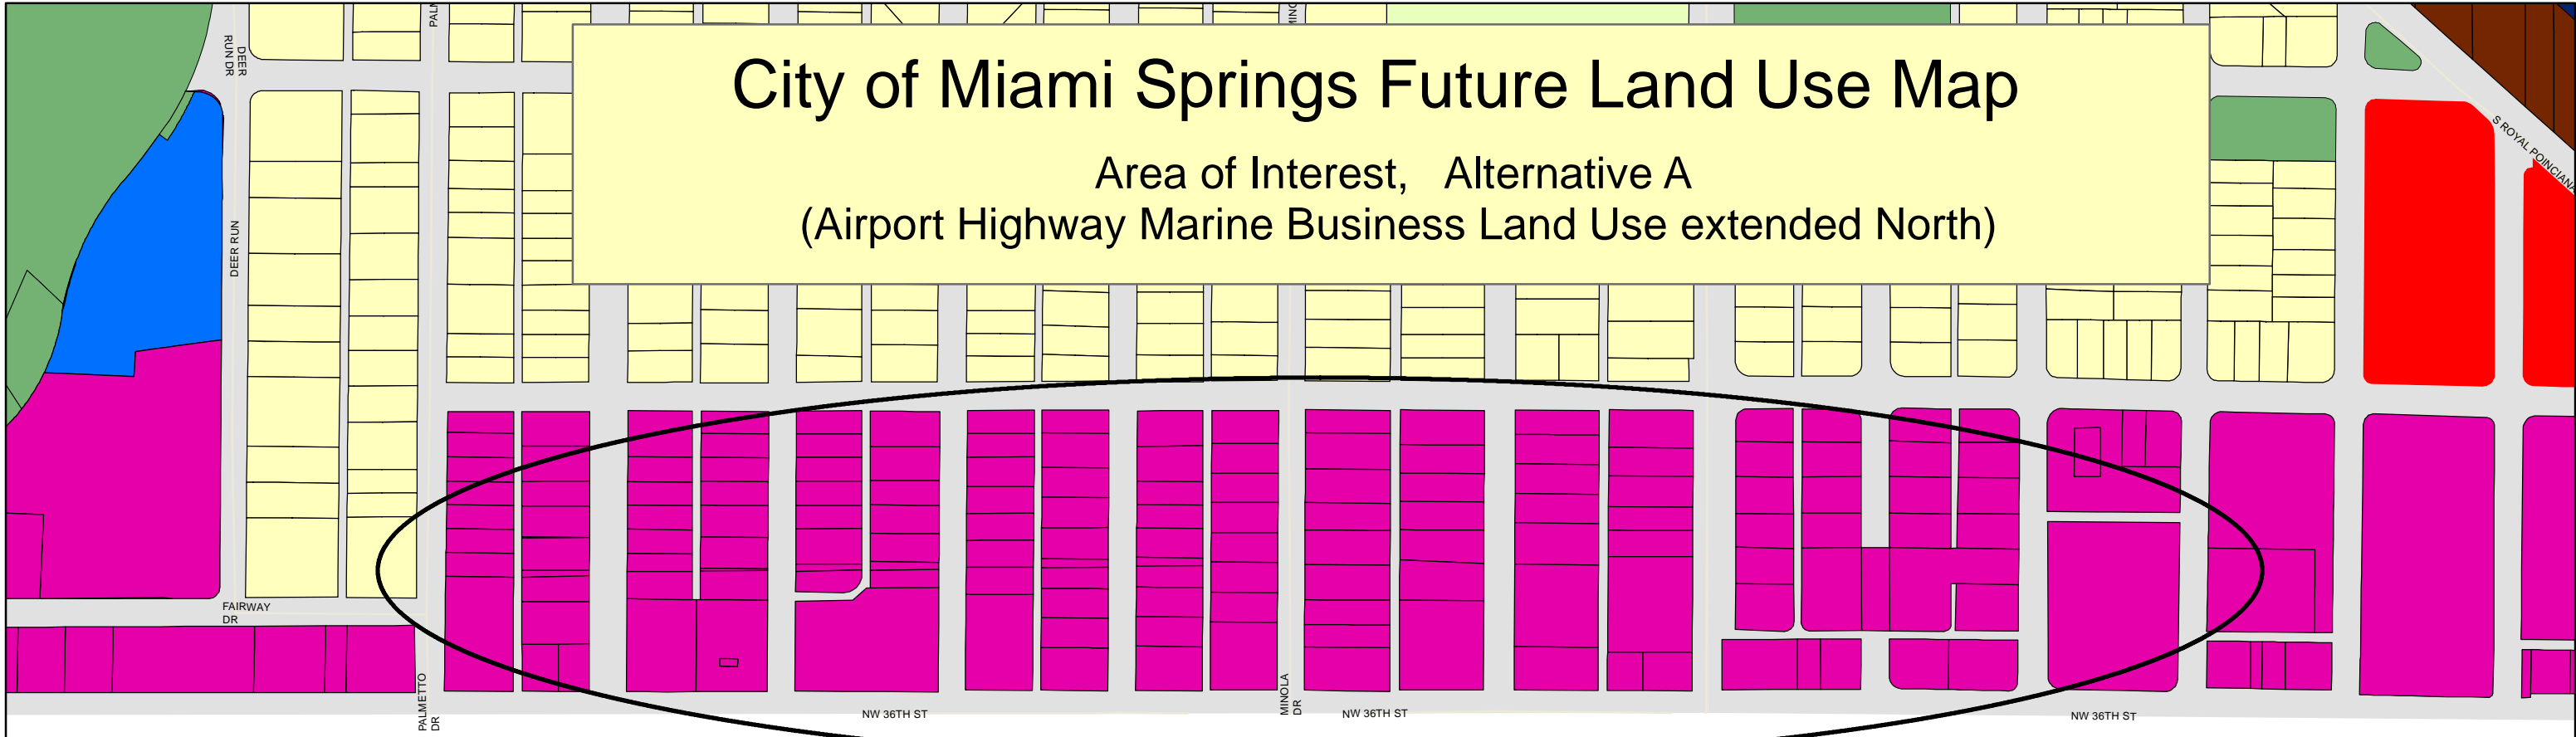 City of Miami Springs Future Land Use Map
Area of Interest, Alternative A
(Airport Highway Marine Business Land Use extended North)
DEER
RUN DR
DEER RUN
S ROYAL POINCIANA
FAIRWAY
DR
PALMETTO
DR
MINOLA
DR
NW 36TH ST
NW 36TH ST
NW 36TH ST